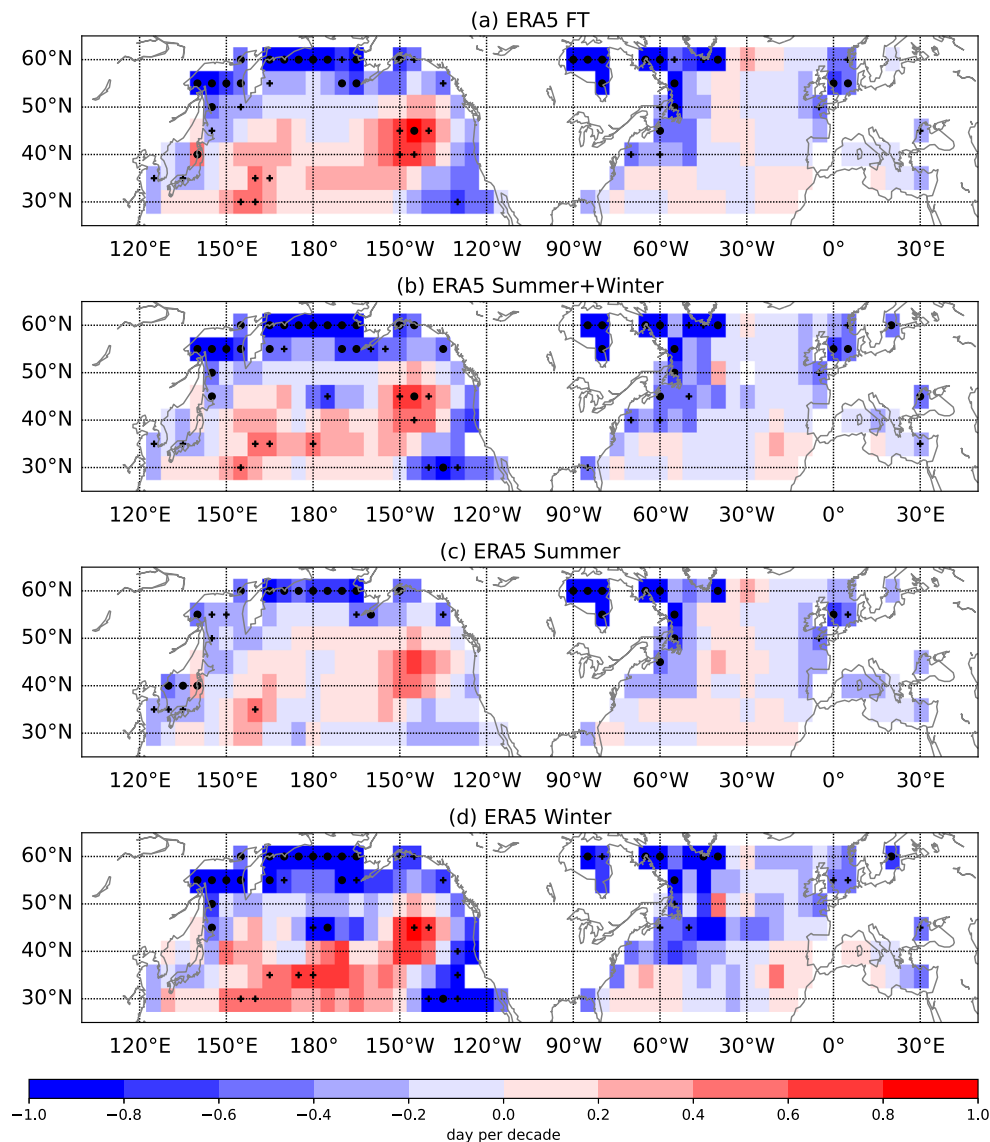 (a) ERA5 FT
60°N
50°N
40°N
30°N
120°E 150°E 180° 150°W 120°W 90°W 60°W 30°W 0° 30°E
(b) ERA5 Summer+Winter
60°N
50°N
40°N
30°N
120°E 150°E 180° 150°W 120°W 90°W 60°W 30°W 0° 30°E
(c) ERA5 Summer
60°N
50°N
40°N
30°N
120°E 150°E 180° 150°W 120°W 90°W 60°W 30°W 0° 30°E
(d) ERA5 Winter
60°N
50°N
40°N
30°N
120°E 150°E 180° 150°W 120°W 90°W 60°W 30°W 0° 30°E
−1.0 −0.8 −0.6 −0.4 −0.2 0.0 0.2 0.4 0.6 0.8 1.0
day per decade